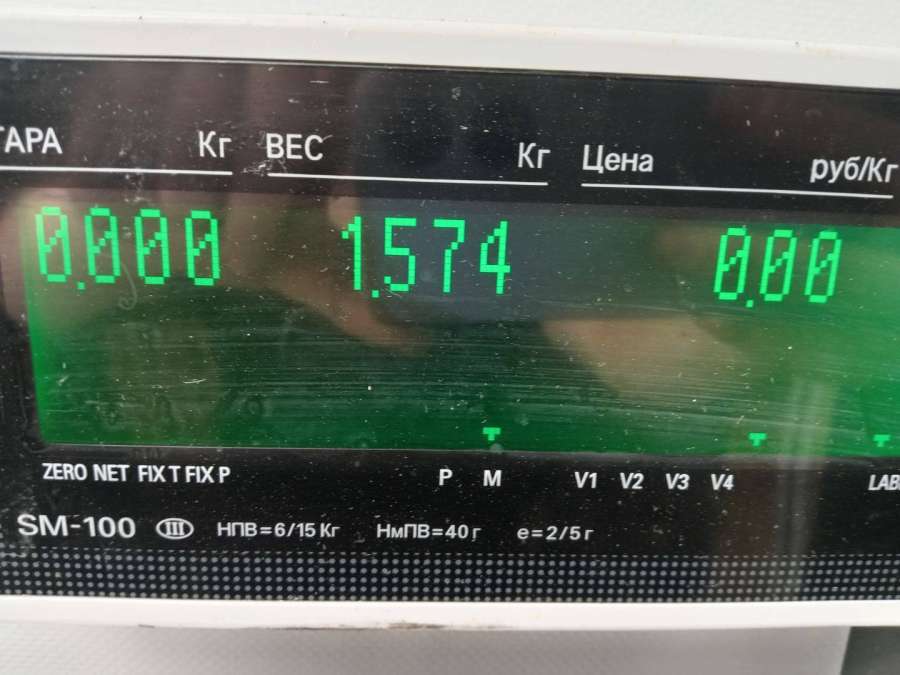 ТАРА Кг ВЕС Кг Цена руб/Кг
0.000 1.574 0.00
ZERO NET FIX T FIX P P M V1 V2 V3 V4
SM-100 III НПВ=6/15 Кг НмПВ=40 г e=2/5 г